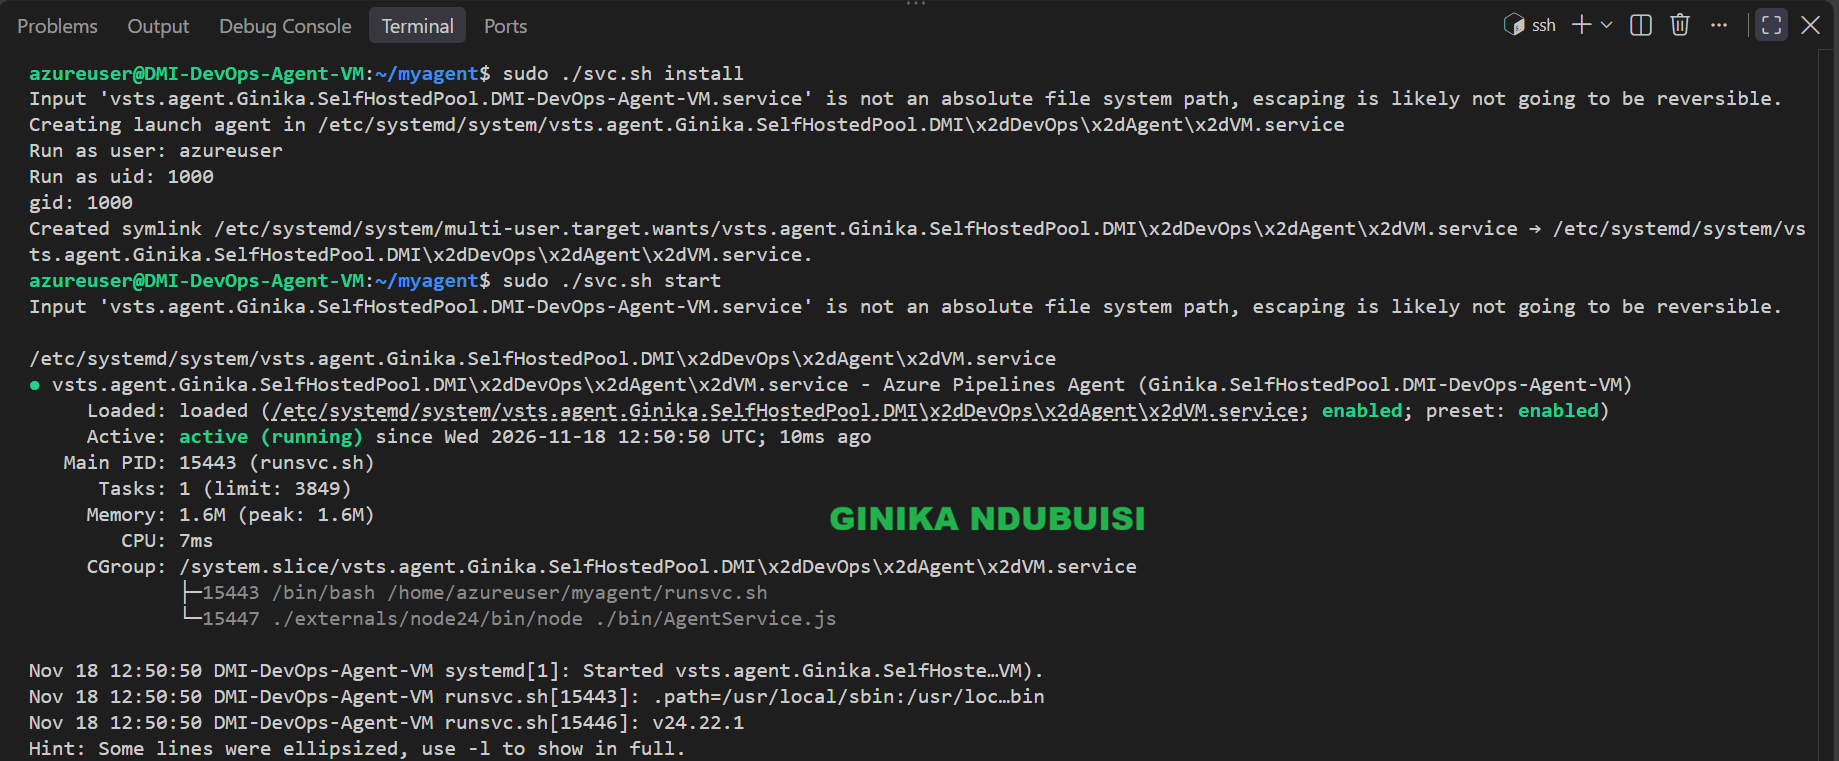 Problems Output Debug Console Terminal Ports ssh
azureuser@DMI-DevOps-Agent-VM:~/myagent$ sudo ./svc.sh install
Input 'vsts.agent.Ginika.SelfHostedPool.DMI-DevOps-Agent-VM.service' is not an absolute file system path, escaping is likely not going to be reversible.
Creating launch agent in /etc/systemd/system/vsts.agent.Ginika.SelfHostedPool.DMI\x2dDevOps\x2dAgent\x2dVM.service
Run as user: azureuser
Run as uid: 1000
gid: 1000
Created symlink /etc/systemd/system/multi-user.target.wants/vsts.agent.Ginika.SelfHostedPool.DMI\x2dDevOps\x2dAgent\x2dVM.service → /etc/systemd/system/vs
ts.agent.Ginika.SelfHostedPool.DMI\x2dDevOps\x2dAgent\x2dVM.service.
azureuser@DMI-DevOps-Agent-VM:~/myagent$ sudo ./svc.sh start
Input 'vsts.agent.Ginika.SelfHostedPool.DMI-DevOps-Agent-VM.service' is not an absolute file system path, escaping is likely not going to be reversible.
/etc/systemd/system/vsts.agent.Ginika.SelfHostedPool.DMI\x2dDevOps\x2dAgent\x2dVM.service
● vsts.agent.Ginika.SelfHostedPool.DMI\x2dDevOps\x2dAgent\x2dVM.service - Azure Pipelines Agent (Ginika.SelfHostedPool.DMI-DevOps-Agent-VM)
Loaded: loaded (/etc/systemd/system/vsts.agent.Ginika.SelfHostedPool.DMI\x2dDevOps\x2dAgent\x2dVM.service; enabled; preset: enabled)
Active: active (running) since Wed 2026-11-18 12:50:50 UTC; 10ms ago
Main PID: 15443 (runsvc.sh)
Tasks: 1 (limit: 3849)
Memory: 1.6M (peak: 1.6M)
GINIKA NDUBUISI
CPU: 7ms
CGroup: /system.slice/vsts.agent.Ginika.SelfHostedPool.DMI\x2dDevOps\x2dAgent\x2dVM.service
├─15443 /bin/bash /home/azureuser/myagent/runsvc.sh
└─15447 ./externals/node24/bin/node ./bin/AgentService.js
Nov 18 12:50:50 DMI-DevOps-Agent-VM systemd[1]: Started vsts.agent.Ginika.SelfHoste…VM).
Nov 18 12:50:50 DMI-DevOps-Agent-VM runsvc.sh[15443]: .path=/usr/local/sbin:/usr/loc…bin
Nov 18 12:50:50 DMI-DevOps-Agent-VM runsvc.sh[15446]: v24.22.1
Hint: Some lines were ellipsized, use -l to show in full.